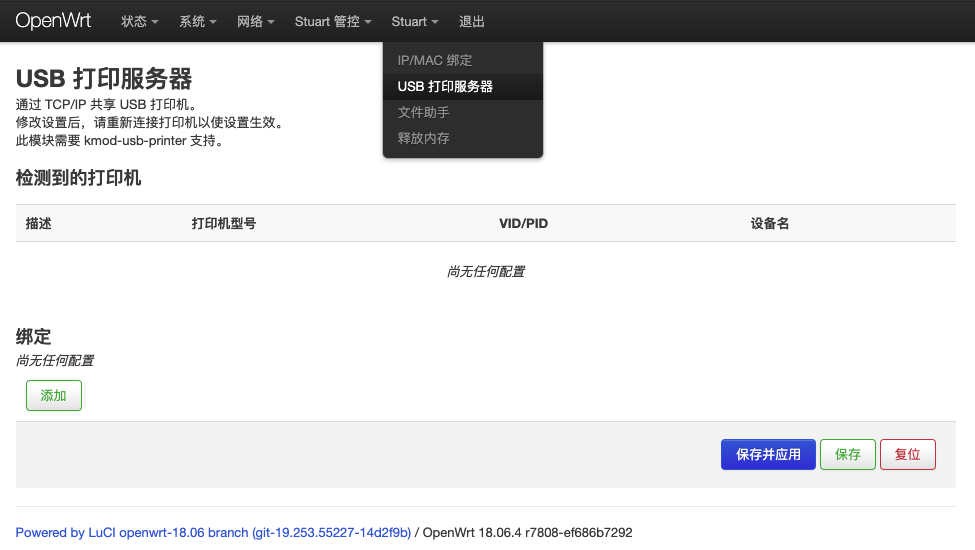 OpenWrt 状态 系统 网络 Stuart 管控 Stuart 退出
IP/MAC 绑定
USB 打印服务器
文件助手
释放内存
USB 打印服务器
通过 TCP/IP 共享 USB 打印机。
修改设置后，请重新连接打印机以使设置生效。
此模块需要 kmod-usb-printer 支持。
检测到的打印机
描述 打印机型号 VID/PID 设备名
尚无任何配置
绑定
尚无任何配置
添加
保存并应用 保存 复位
Powered by LuCI openwrt-18.06 branch (git-19.253.55227-14d2f9b) / OpenWrt 18.06.4 r7808-ef686b7292